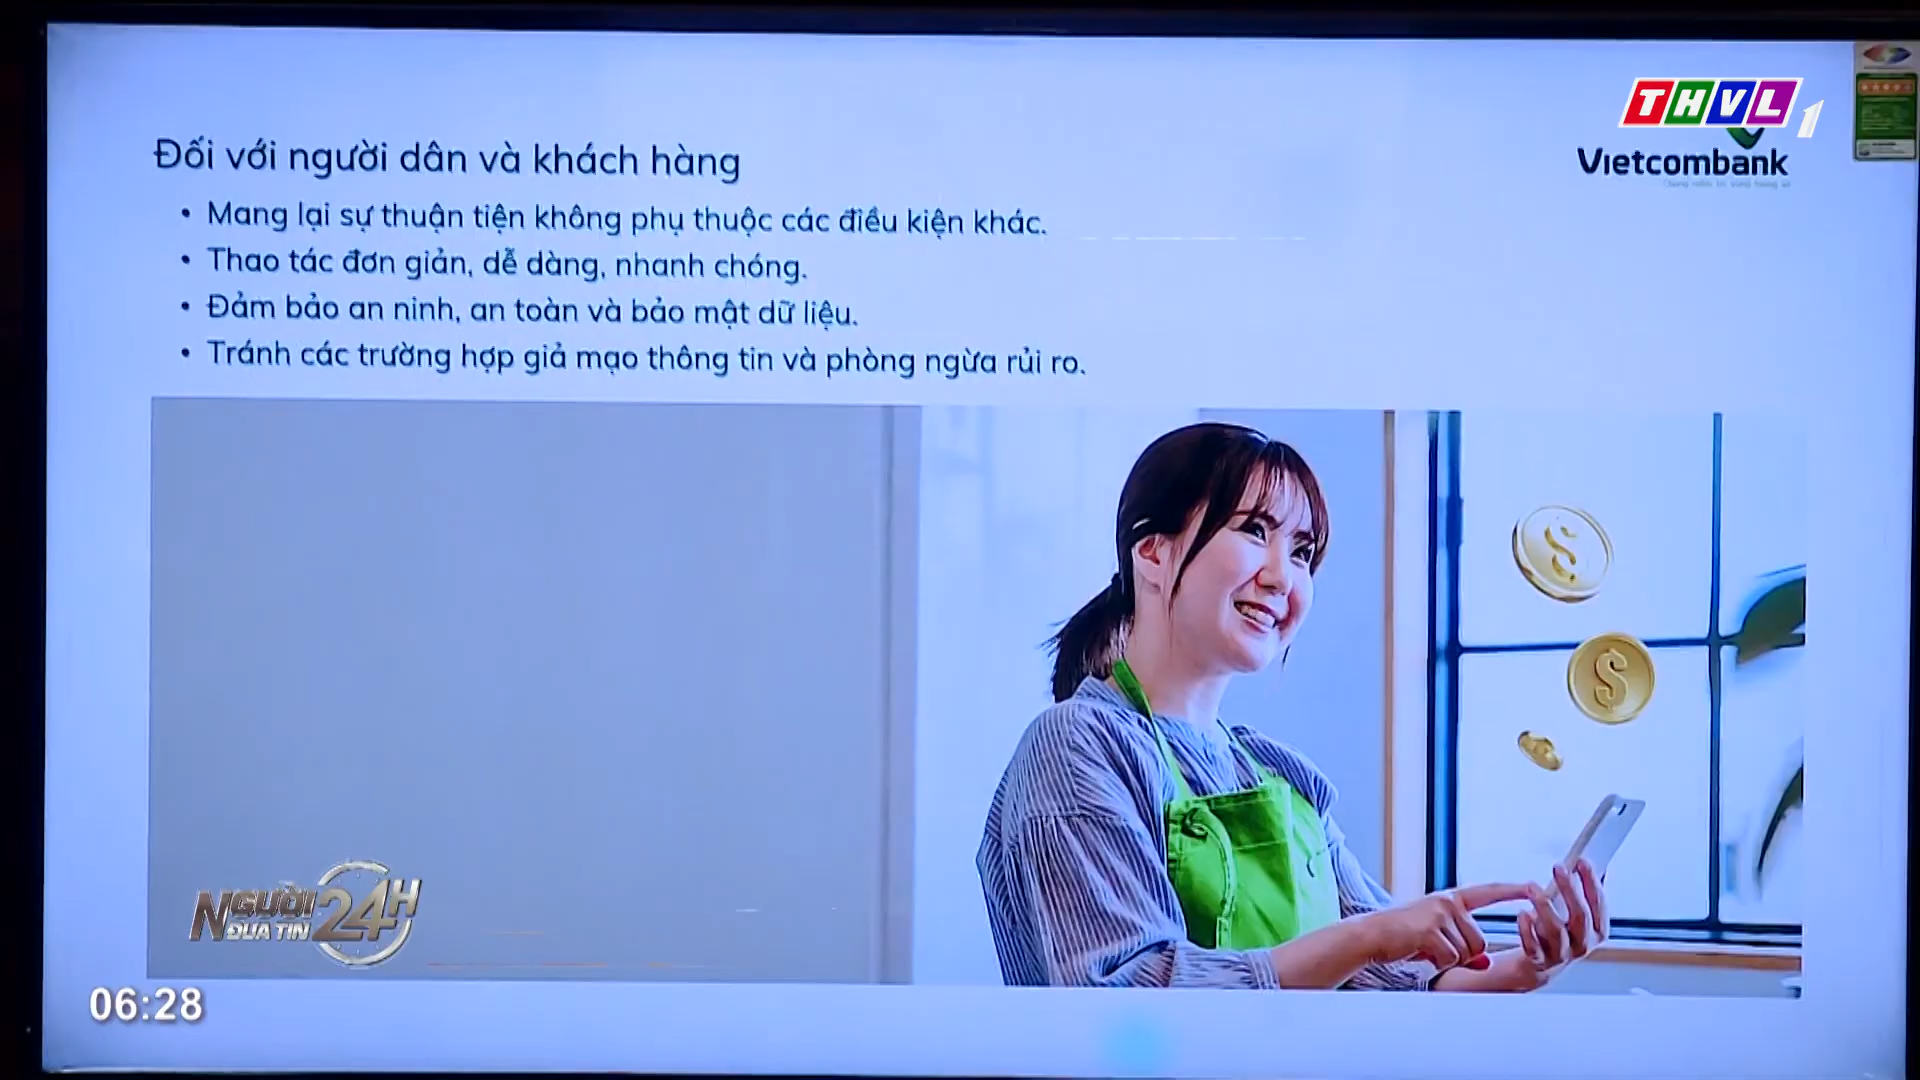 THVL1
Vietcombank
Đối với người dân và khách hàng
• Mang lại sự thuận tiện không phụ thuộc các điều kiện khác.
• Thao tác đơn giản, dễ dàng, nhanh chóng.
• Đảm bảo an ninh, an toàn và bảo mật dữ liệu.
• Tránh các trường hợp giả mạo thông tin và phòng ngừa rủi ro.
NGƯỜI
ĐƯA TIN 24H
06:28